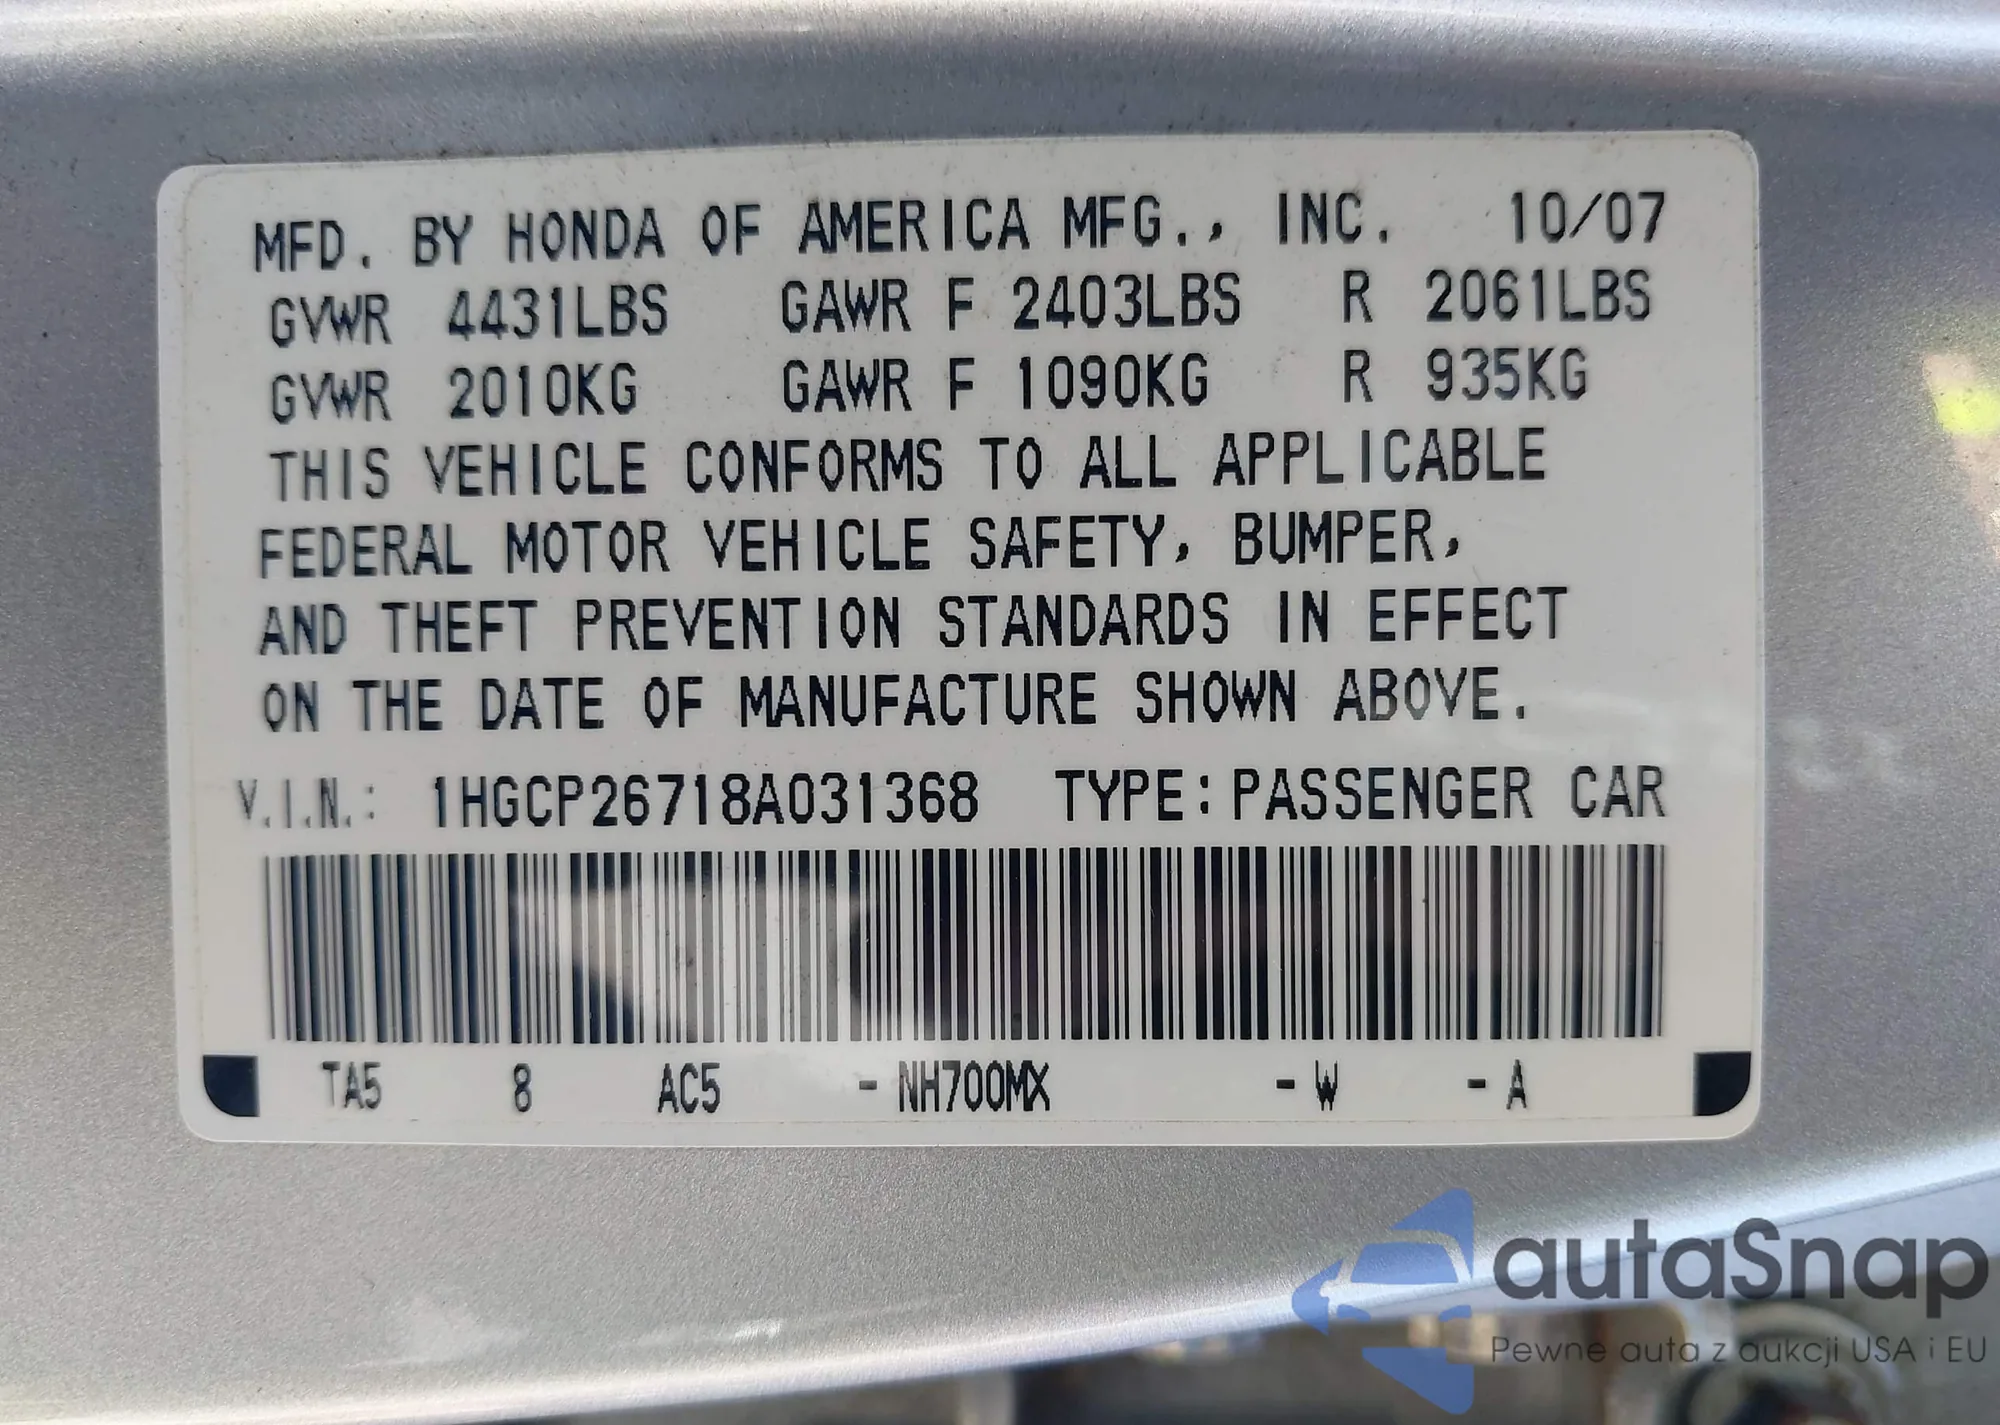 MFD. BY HONDA OF AMERICA MFG., INC. 10/07
GVWR 4431LBS GAWR F 2403LBS R 2061LBS
GVWR 2010KG GAWR F 1090KG R 935KG
THIS VEHICLE CONFORMS TO ALL APPLICABLE
FEDERAL MOTOR VEHICLE SAFETY, BUMPER,
AND THEFT PREVENTION STANDARDS IN EFFECT
ON THE DATE OF MANUFACTURE SHOWN ABOVE.
V.I.N.: 1HGCP26718A031368 TYPE: PASSENGER CAR
TA5 8 AC5 - NH700MX - W - A
autaSnap
Pewne auta z aukcji USA i EU